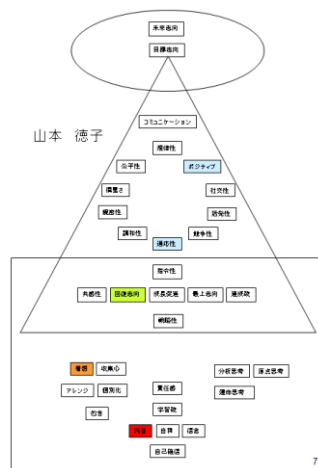 未来志向
目標志向
コミュニケーション
山本 徳子
規律性
公平性 ポジティブ
慎重さ 社交性
親密性 活発性
調和性 競争性
適応性
指令性
共感性 回復志向 成長促進 最上志向 達成欲
戦略性
着想 収集心 分析思考 原点思考
アレンジ 個別化 責任感 運命思考
包含 学習欲
内省 自我 信念
自己確信
7